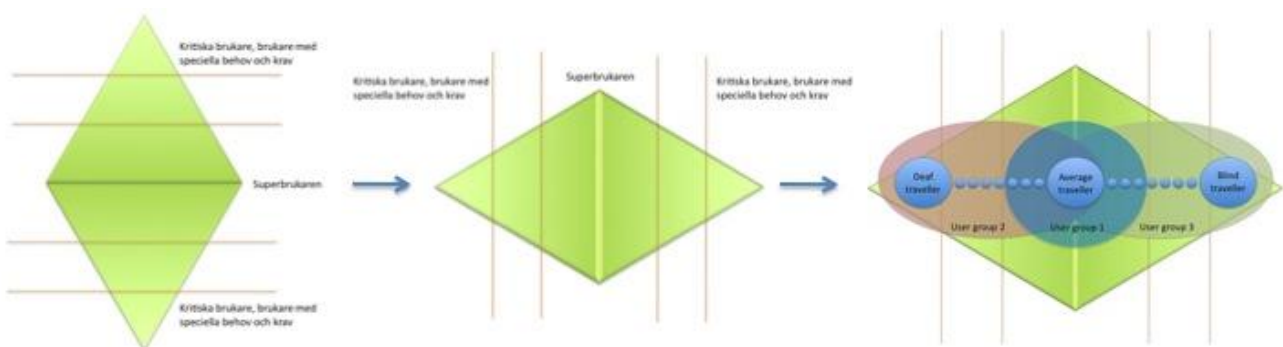 Kritiska brukare, brukare med
speciella behov och krav
Superbrukaren
Kritiska brukare, brukare med
speciella behov och krav
Kritiska brukare, brukare med
speciella behov och krav
Superbrukaren
Kritiska brukare, brukare med
speciella behov och krav
Deaf
traveller
Average
traveller
Blind
traveller
User group 2
User group 1
User group 3